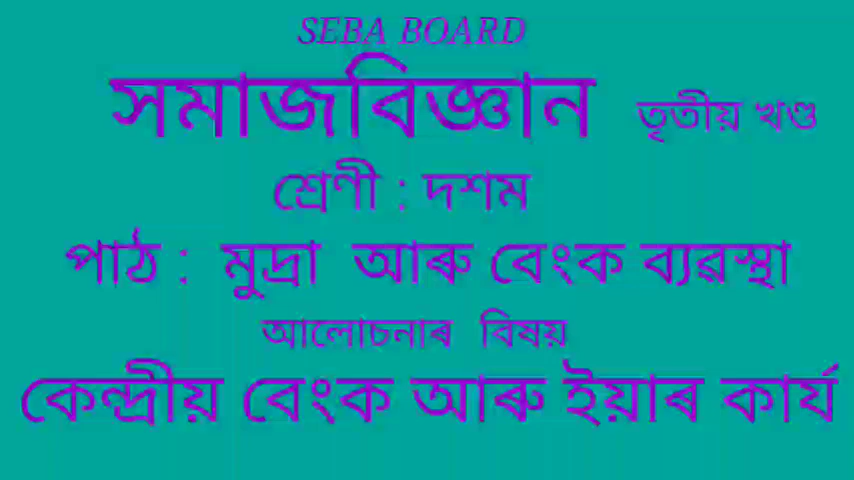 SEBA BOARD
সমাজবিজ্ঞান তৃতীয় খণ্ড
শ্ৰেণী : দশম
পাঠ : মুদ্ৰা আৰু বেংক ব্যৱস্থা
আলোচনাৰ বিষয়
কেন্দ্ৰীয় বেংক আৰু ইয়াৰ কাৰ্য